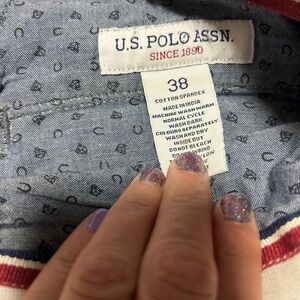 U.S. POLO ASSN.
SINCE 1890
38
COTTON SPANDEX
MADE IN INDIA
MACHINE WASH WARM
NORMAL CYCLE
WASH DARK
COLOURS SEPARATELY
WASH AND DRY
INSIDE OUT
DO NOT BLEACH